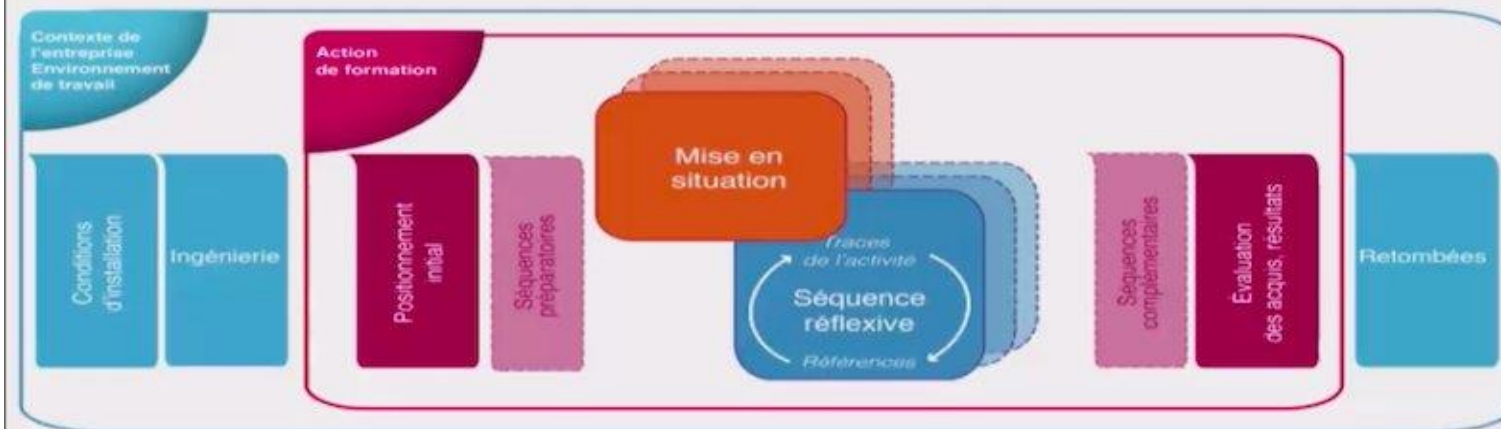 Contexte de
l'entreprise
Environnement
de travail
Action
de formation
Conditions
d'installation
Ingénierie
Positionnement
initial
Séquences
préparatoires
Mise en
situation
Traces
de l'activité
Séquence
réflexive
Références
Séquences
complémentaires
Évaluation
des acquis, résultats
Retombées